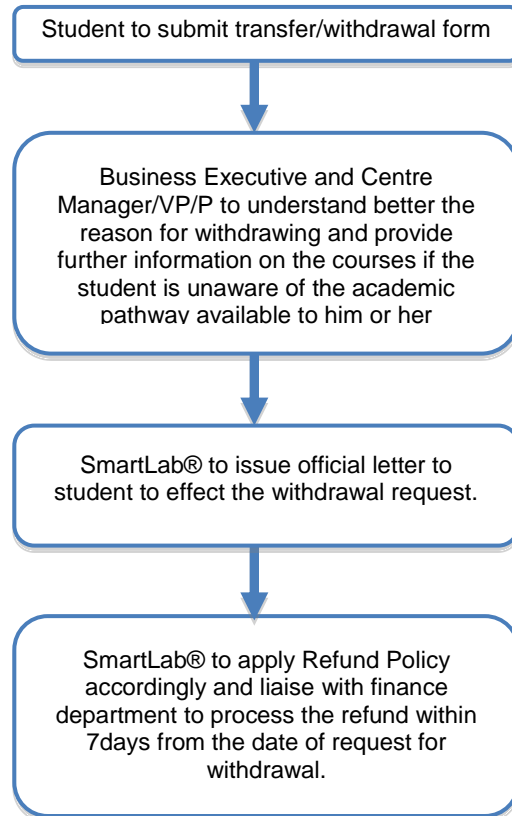 Student to submit transfer/withdrawal form
Business Executive and Centre
Manager/VP/P to understand better the
reason for withdrawing and provide
further information on the courses if the
student is unaware of the academic
pathway available to him or her
SmartLab® to issue official letter to
student to effect the withdrawal request.
SmartLab® to apply Refund Policy
accordingly and liaise with finance
department to process the refund within
7days from the date of request for
withdrawal.